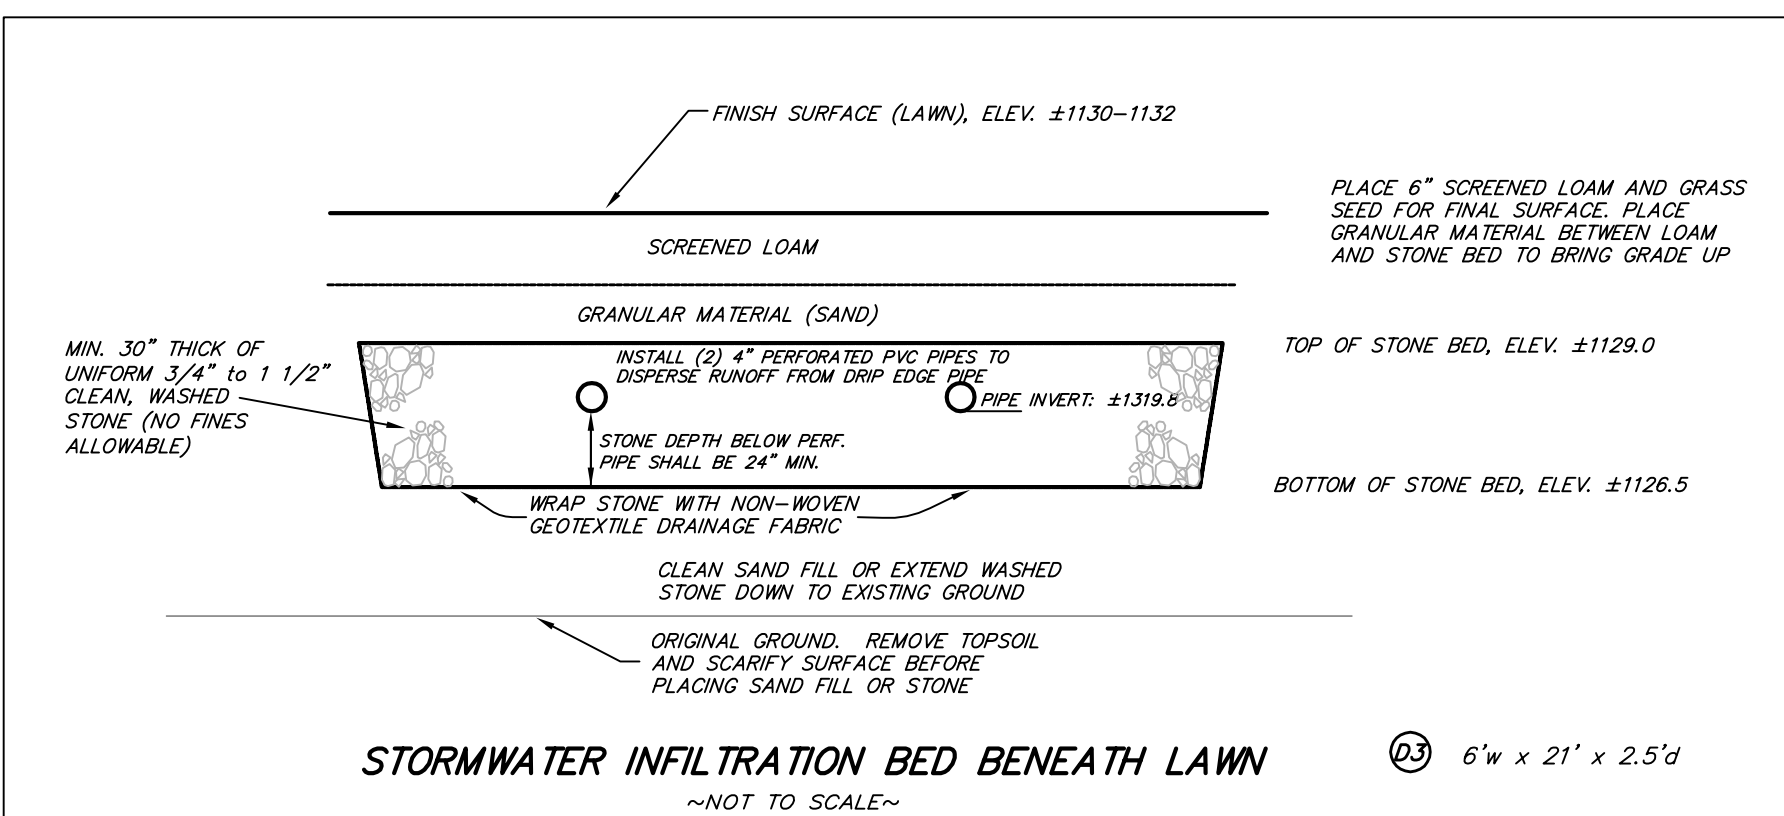 FINISH SURFACE (LAWN), ELEV. ±1130-1132
PLACE 6” SCREENED LOAM AND GRASS
SEED FOR FINAL SURFACE. PLACE
GRANULAR MATERIAL BETWEEN LOAM
AND STONE BED TO BRING GRADE UP
SCREENED LOAM
GRANULAR MATERIAL (SAND)
MIN. 30” THICK OF
UNIFORM 3/4” to 1 1/2”
CLEAN, WASHED
STONE (NO FINES
ALLOWABLE)
INSTALL (2) 4” PERFORATED PVC PIPES TO
DISPERSE RUNOFF FROM DRIP EDGE PIPE
TOP OF STONE BED, ELEV. ±1129.0
PIPE INVERT: ±1319.8
STONE DEPTH BELOW PERF.
PIPE SHALL BE 24” MIN.
BOTTOM OF STONE BED, ELEV. ±1126.5
WRAP STONE WITH NON-WOVEN
GEOTEXTILE DRAINAGE FABRIC
CLEAN SAND FILL OR EXTEND WASHED
STONE DOWN TO EXISTING GROUND
ORIGINAL GROUND. REMOVE TOPSOIL
AND SCARIFY SURFACE BEFORE
PLACING SAND FILL OR STONE
STORMWATER INFILTRATION BED BENEATH LAWN
~NOT TO SCALE~
D3 6'w x 21' x 2.5'd